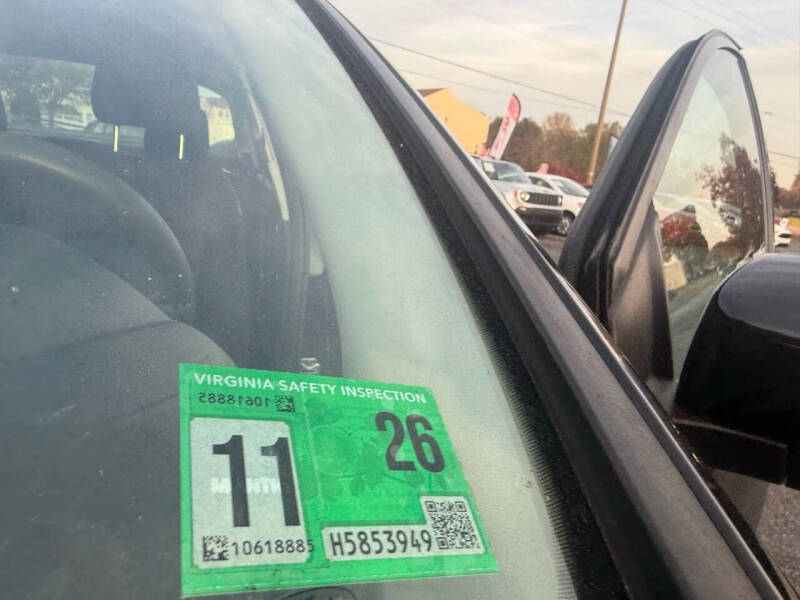 VIRGINIA SAFETY INSPECTION
10618885
11 26
MONTH
10618885 H5853949